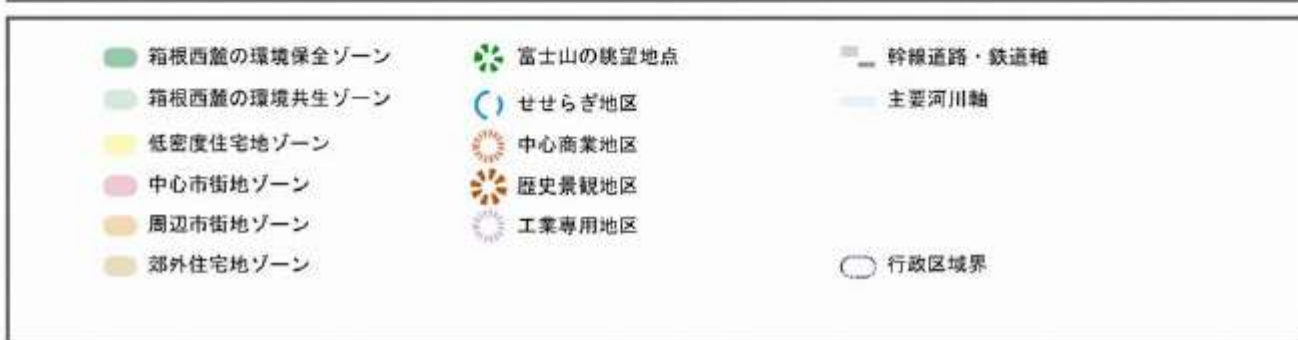 箱根西麓の環境保全ゾーン
箱根西麓の環境共生ゾーン
低密度住宅地ゾーン
中心市街地ゾーン
周辺市街地ゾーン
郊外住宅地ゾーン
富士山の眺望地点
せせらぎ地区
中心商業地区
歴史景観地区
工業専用地区
幹線道路・鉄道軸
主要河川軸
行政区域界